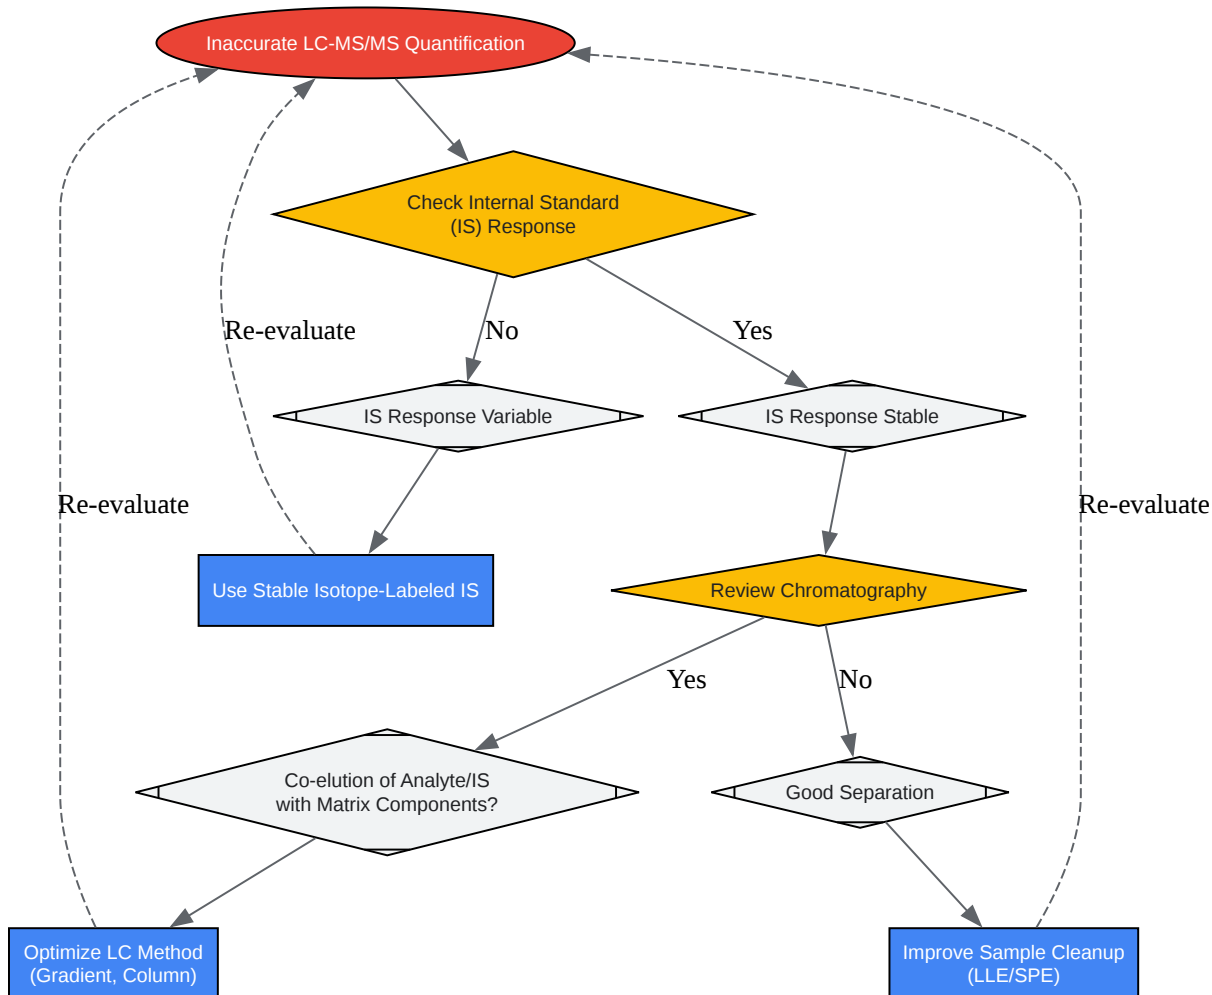 Inaccurate LC-MS/MS Quantification
Check Internal Standard
(IS) Response
Re-evaluate
No
Yes
IS Response Variable
IS Response Stable
Re-evaluate
Re-evaluate
Use Stable Isotope-Labeled IS
Review Chromatography
Yes
No
Co-elution of Analyte/IS
with Matrix Components?
Good Separation
Optimize LC Method
(Gradient, Column)
Improve Sample Cleanup
(LLE/SPE)